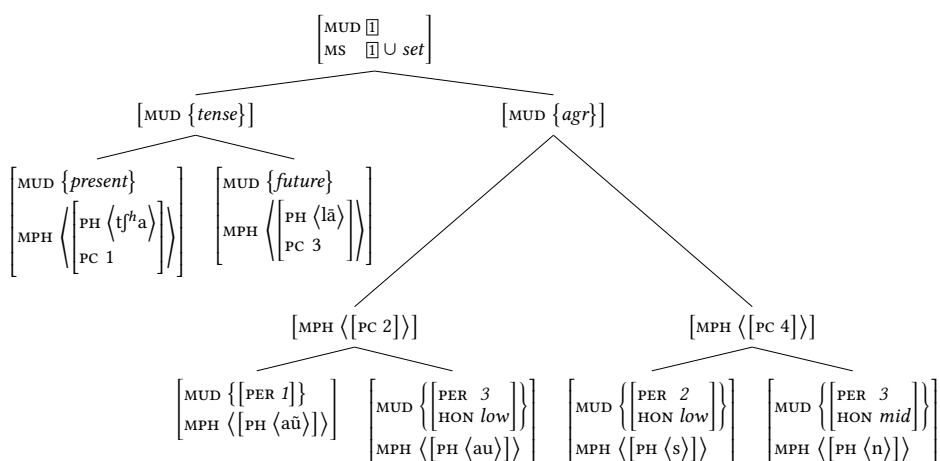 [MUD [1]
MS [1] ∪ set]
[MUD {tense}] [MUD {agr}]
[MUD {present}
MPH ⟨[PH ⟨tʃʰa⟩
PC 1]⟩]
[MUD {future}
MPH ⟨[PH ⟨lā⟩
PC 3]⟩]
[MPH ⟨[PC 2]⟩] [MPH ⟨[PC 4]⟩]
[MUD {[PER 1]}
MPH ⟨[PH ⟨aũ⟩]⟩]
[MUD {[PER 3
HON low]}
MPH ⟨[PH ⟨au⟩]⟩]
[MUD {[PER 2
HON low]}
MPH ⟨[PH ⟨s⟩]⟩]
[MUD {[PER 3
HON mid]}
MPH ⟨[PH ⟨n⟩]⟩]